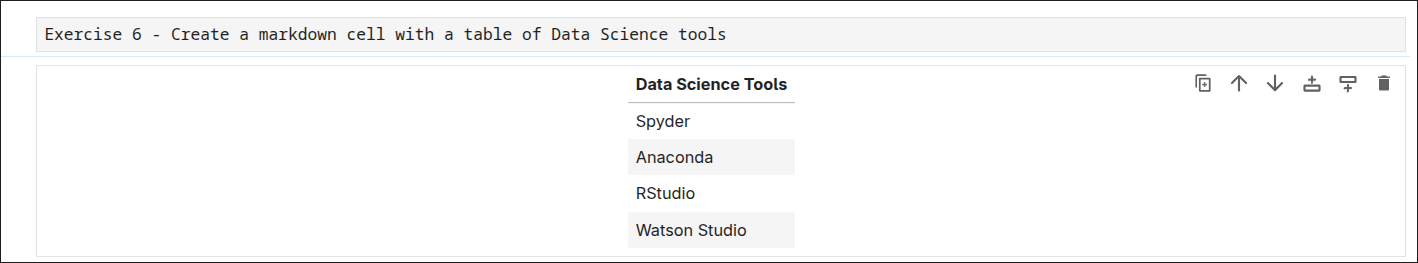 Exercise 6 - Create a markdown cell with a table of Data Science tools
Data Science Tools
Spyder
Anaconda
RStudio
Watson Studio